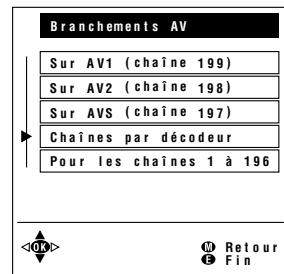 Branchements AV
Sur AV1 (chaîne 199)
Sur AV2 (chaîne 198)
Sur AVS (chaîne 197)
Chaînes par décodeur
Pour les chaînes 1 à 196
OK
M Retour
E Fin